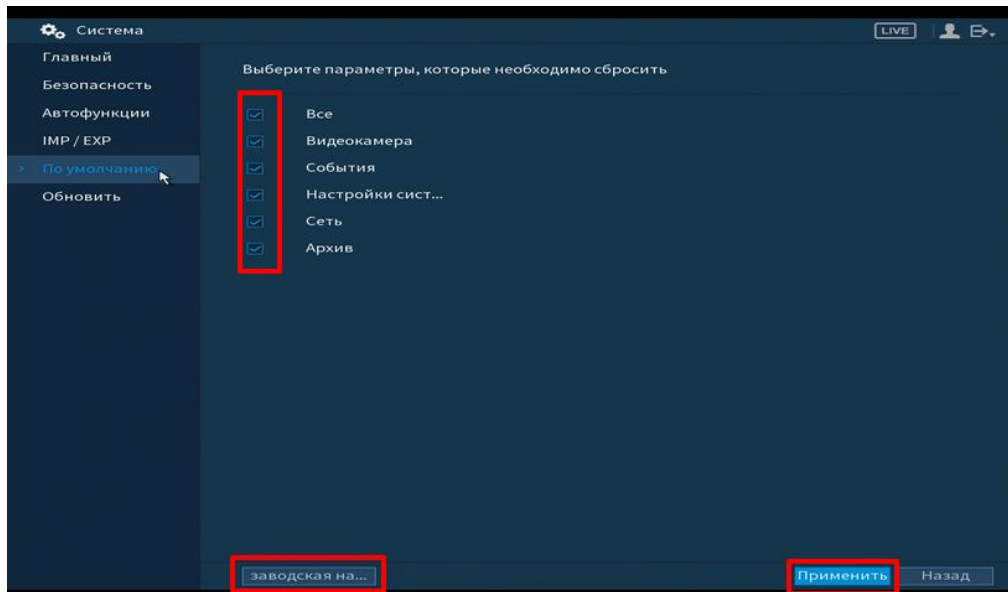 Система
LIVE
Главный
Безопасность
Автофункции
IMP / EXP
По умолчанию
Обновить
Выберите параметры, которые необходимо сбросить
Все
Видеокамера
События
Настройки сист...
Сеть
Архив
заводская на...
Применить
Назад